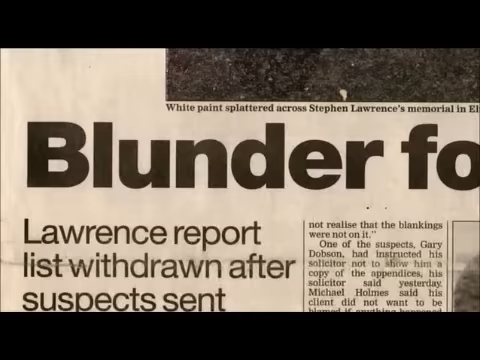 White paint splattered across Stephen Lawrence's memorial in El
Blunder fo
Lawrence report
list withdrawn after
suspects sent
not realise that the blankings
were not on it."
One of the suspects, Gary
Dobson, had instructed his
solicitor not to show him a
copy of the appendices, his
solicitor said yesterday.
Michael Holmes said his
client did not want to be
blamed if anything happened